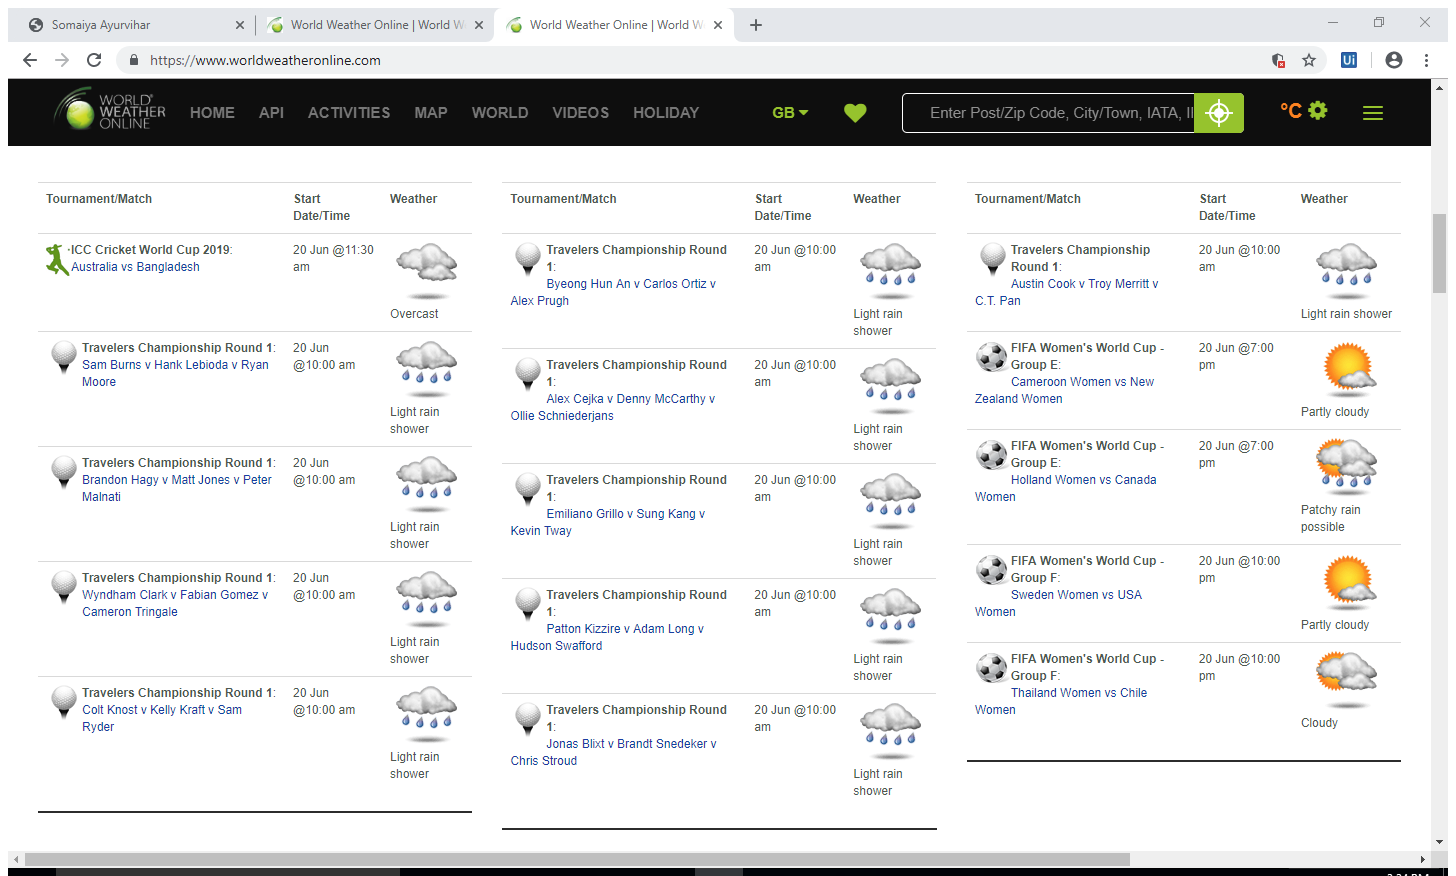 Somaiya Ayurvihar
World Weather Online | World W
World Weather Online | World W
https://www.worldweatheronline.com
Ui
WORLD
WEATHER
ONLINE
HOME
API
ACTIVITIES
MAP
WORLD
VIDEOS
HOLIDAY
GB
Enter Post/Zip Code, City/Town, IATA, II
°C
Tournament/Match
Start
Date/Time
Weather
ICC Cricket World Cup 2019:
Australia vs Bangladesh
20 Jun @11:30
am
Overcast
Travelers Championship Round 1:
Sam Burns v Hank Lebioda v Ryan
Moore
20 Jun
@10:00 am
Light rain
shower
Travelers Championship Round 1:
Brandon Hagy v Matt Jones v Peter
Malnati
20 Jun
@10:00 am
Light rain
shower
Travelers Championship Round 1:
Wyndham Clark v Fabian Gomez v
Cameron Tringale
20 Jun
@10:00 am
Light rain
shower
Travelers Championship Round 1:
Colt Knost v Kelly Kraft v Sam
Ryder
20 Jun
@10:00 am
Light rain
shower
Tournament/Match
Start
Date/Time
Weather
Travelers Championship Round
1:
Byeong Hun An v Carlos Ortiz v
Alex Prugh
20 Jun @10:00
am
Light rain
shower
Travelers Championship Round
1:
Alex Cejka v Denny McCarthy v
Ollie Schniederjans
20 Jun @10:00
am
Light rain
shower
Travelers Championship Round
1:
Emiliano Grillo v Sung Kang v
Kevin Tway
20 Jun @10:00
am
Light rain
shower
Travelers Championship Round
1:
Patton Kizzire v Adam Long v
Hudson Swafford
20 Jun @10:00
am
Light rain
shower
Travelers Championship Round
1:
Jonas Blixt v Brandt Snedeker v
Chris Stroud
20 Jun @10:00
am
Light rain
shower
Tournament/Match
Start
Date/Time
Weather
Travelers Championship
Round 1:
Austin Cook v Troy Merritt v
C.T. Pan
20 Jun @10:00
am
Light rain shower
FIFA Women's World Cup -
Group E:
Cameroon Women vs New
Zealand Women
20 Jun @7:00
pm
Partly cloudy
FIFA Women's World Cup -
Group E:
Holland Women vs Canada
Women
20 Jun @7:00
pm
Patchy rain
possible
FIFA Women's World Cup -
Group F:
Sweden Women vs USA
Women
20 Jun @10:00
pm
Partly cloudy
FIFA Women's World Cup -
Group F:
Thailand Women vs Chile
Women
20 Jun @10:00
pm
Cloudy